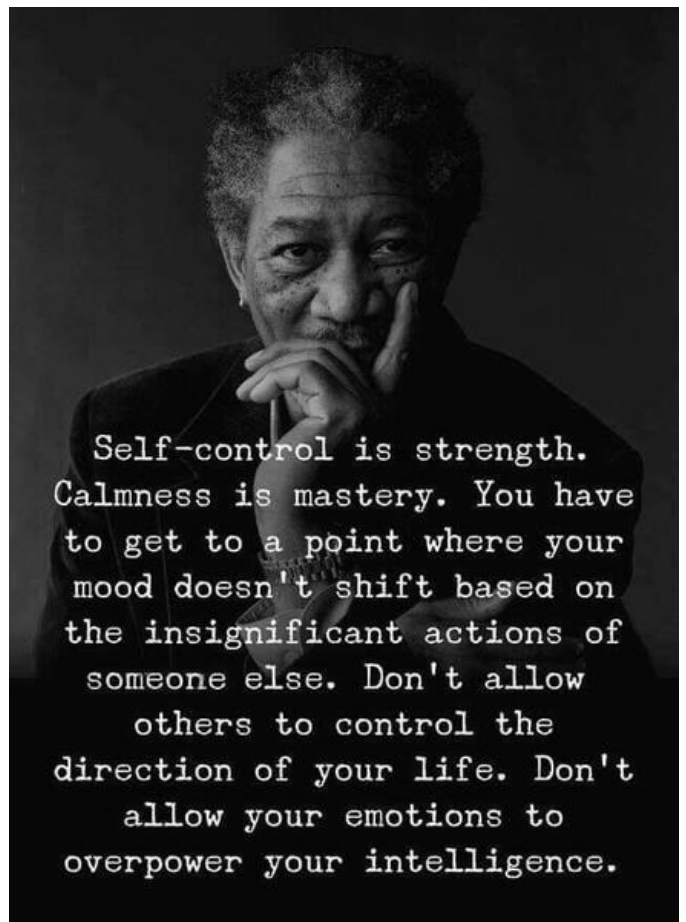 Self-control is strength.
Calmness is mastery. You have
to get to a point where your
mood doesn't shift based on
the insignificant actions of
someone else. Don't allow
others to control the
direction of your life. Don't
allow your emotions to
overpower your intelligence.